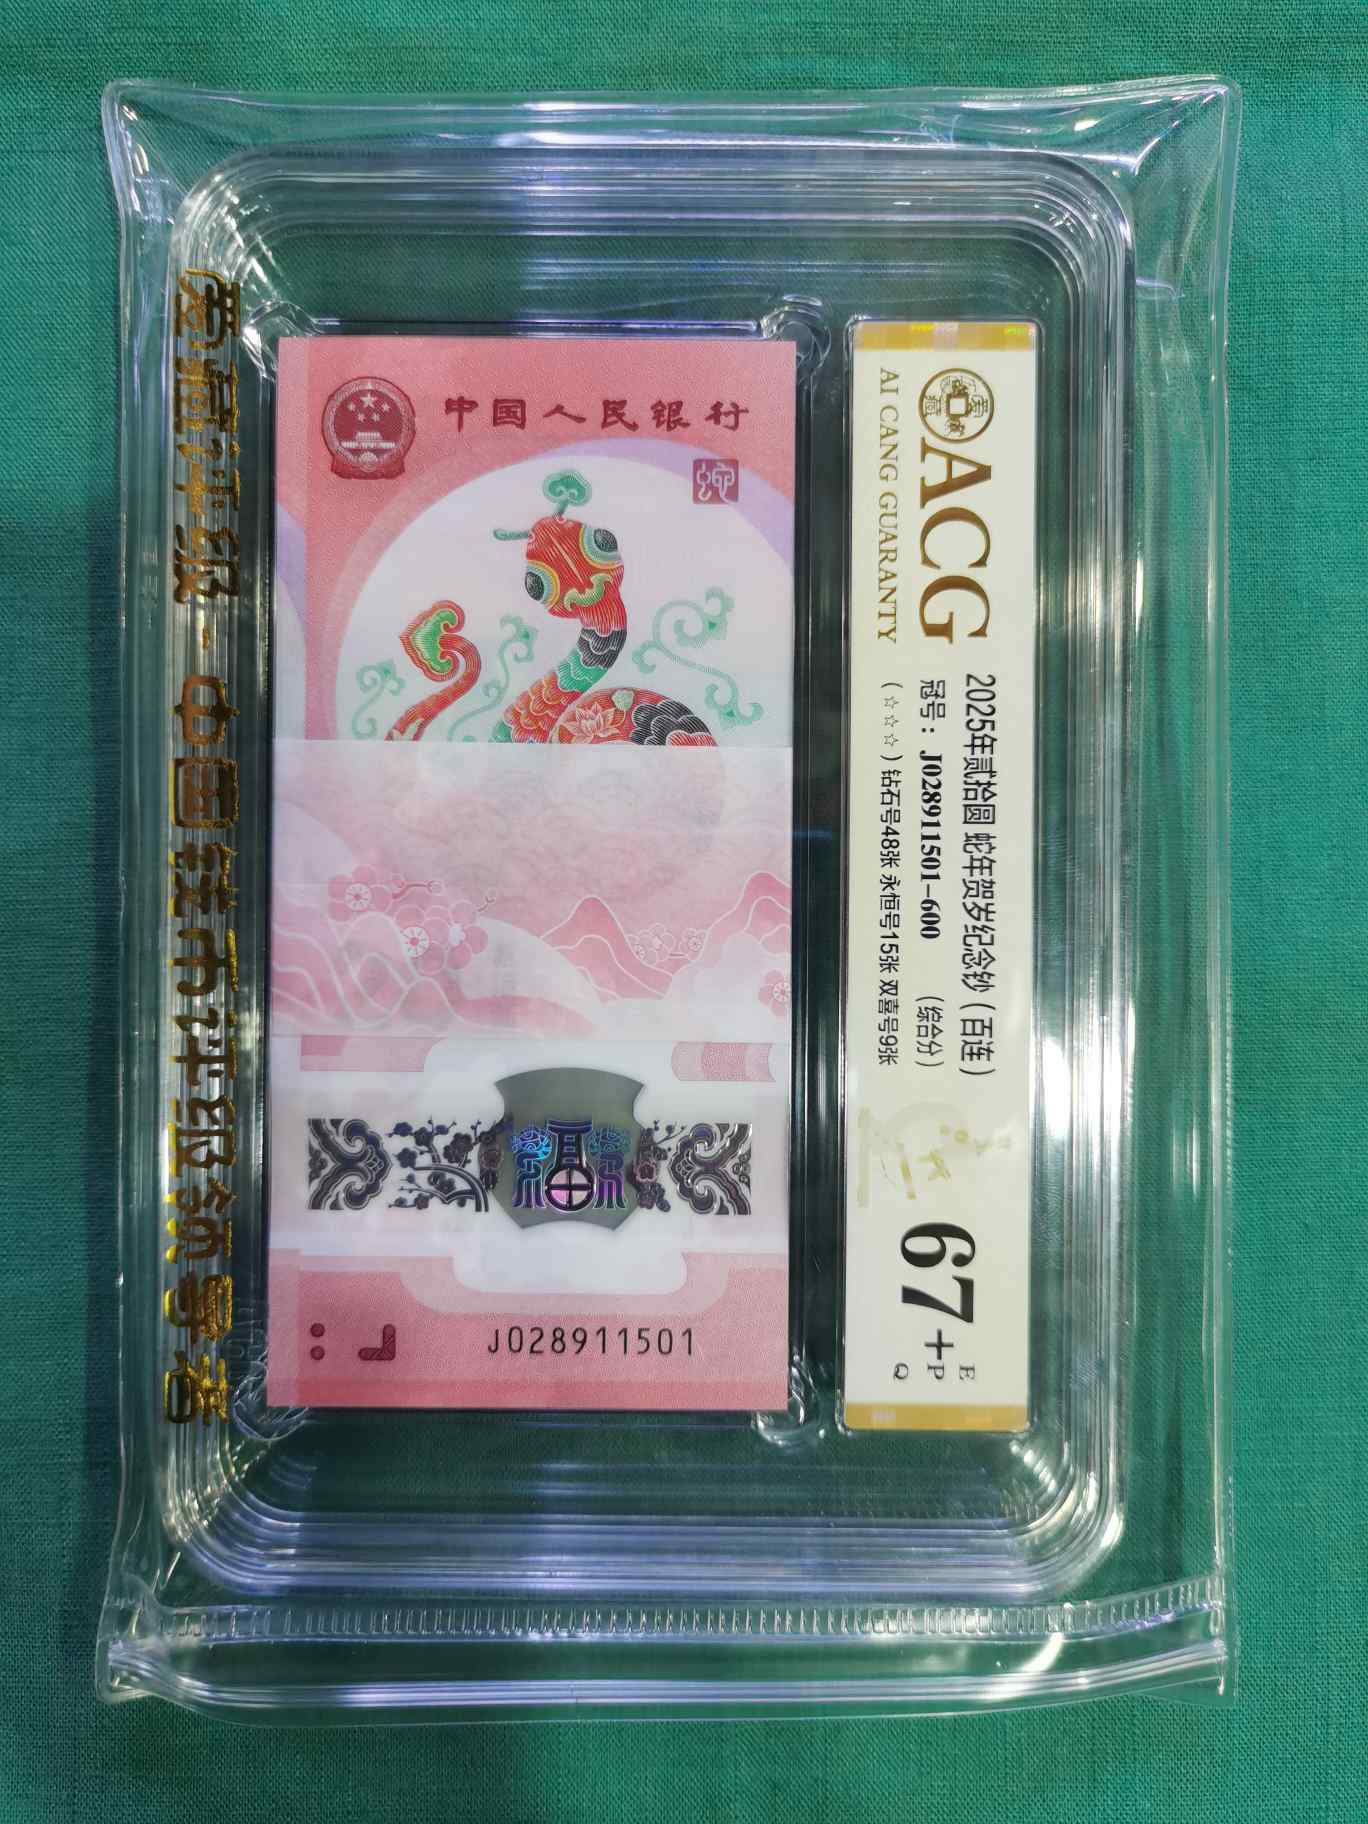 中国人民银行
蛇
J028911501
ACG
AI CANG GUARANTY
2025年贰拾圆 蛇年贺岁纪念钞（百连）
冠号：J028911501-600 （综合分）
（☆☆☆）钻石号48张 永恒号15张 双喜号9张
67+
E
P
Q
爱藏评级·中国钱币评级领导者